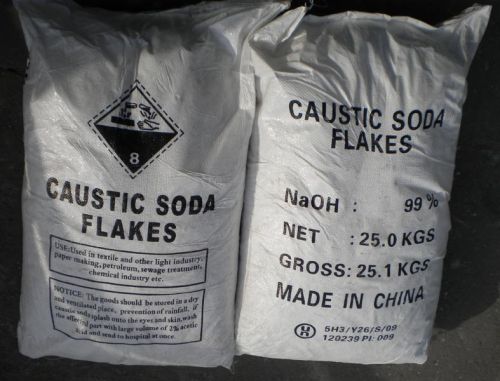 8
CAUSTIC SODA
FLAKES
USE:Used in textile and other light industry,
paper making, petroleum, sewage treatment,
chemical industry etc.
NOTICE: The goods should be stored in a dry
and ventilated place, prevention of rainfall, if
caustic soda splash onto the eyes and skin, wash
the affected part with large volume of 2% acetic
acid and send to hospital at once.
CAUSTIC SODA
FLAKES
NaOH : 99%
NET : 25.0 KGS
GROSS: 25.1 KGS
MADE IN CHINA
5H3/Y26/S/09
120239 PI: 009